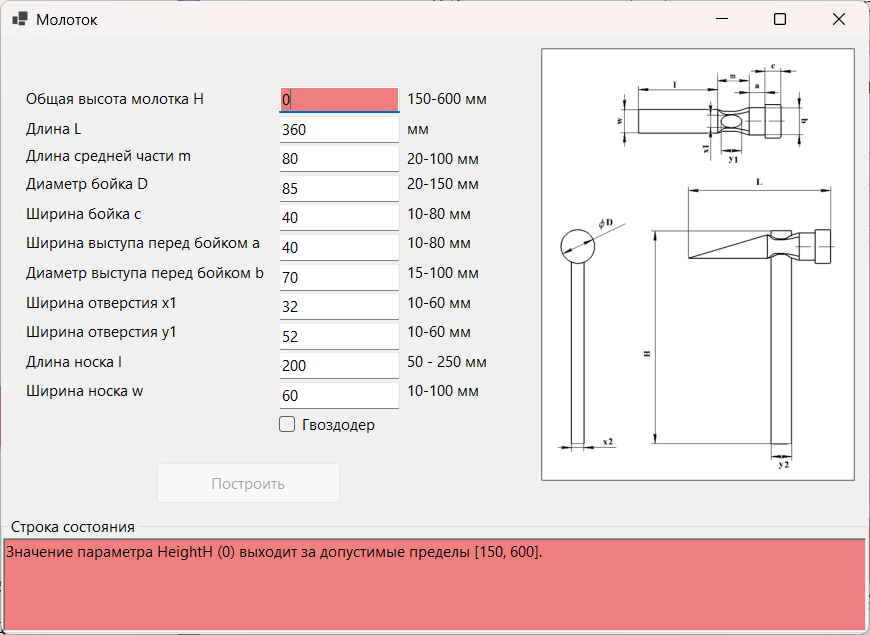 Молоток
Общая высота молотка H 0 150-600 мм
Длина L 360 мм
Длина средней части m 80 20-100 мм
Диаметр бойка D 85 20-150 мм
Ширина бойка c 40 10-80 мм
Ширина выступа перед бойком a 40 10-80 мм
Диаметр выступа перед бойком b 70 15-100 мм
Ширина отверстия x1 32 10-60 мм
Ширина отверстия y1 52 10-60 мм
Длина носка l 200 50 - 250 мм
Ширина носка w 60 10-100 мм
Гвоздодер
Построить
c
m
l
a
w
b
x1
y1
L
ϕD
H
x2
y2
Строка состояния
Значение параметра HeightH (0) выходит за допустимые пределы [150, 600].